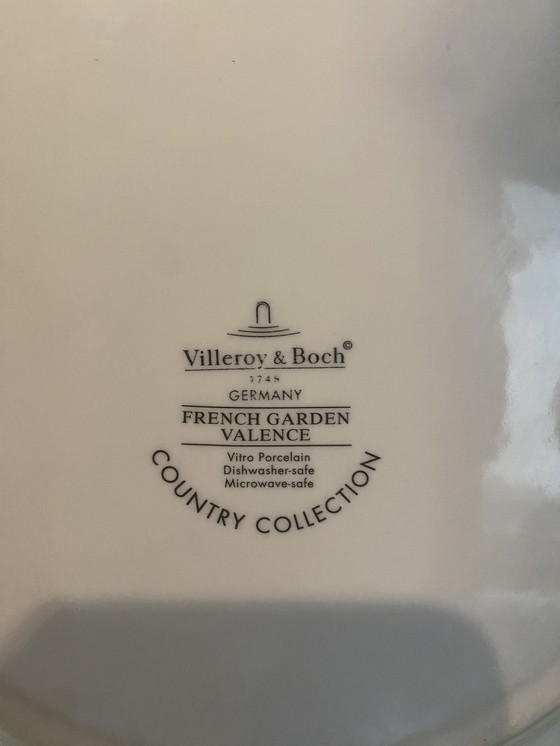 Villeroy & Boch©
1748
GERMANY
FRENCH GARDEN
VALENCE
Vitro Porcelain
Dishwasher-safe
Microwave-safe
COUNTRY COLLECTION